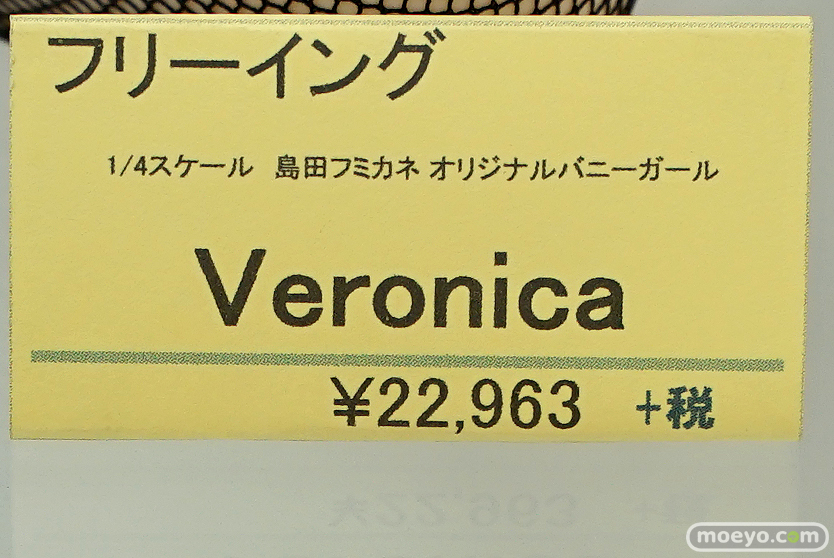 フリーイング
1/4スケール 島田フミカネ オリジナルバニーガール
Veronica
¥22,963 +税
moeyo.com